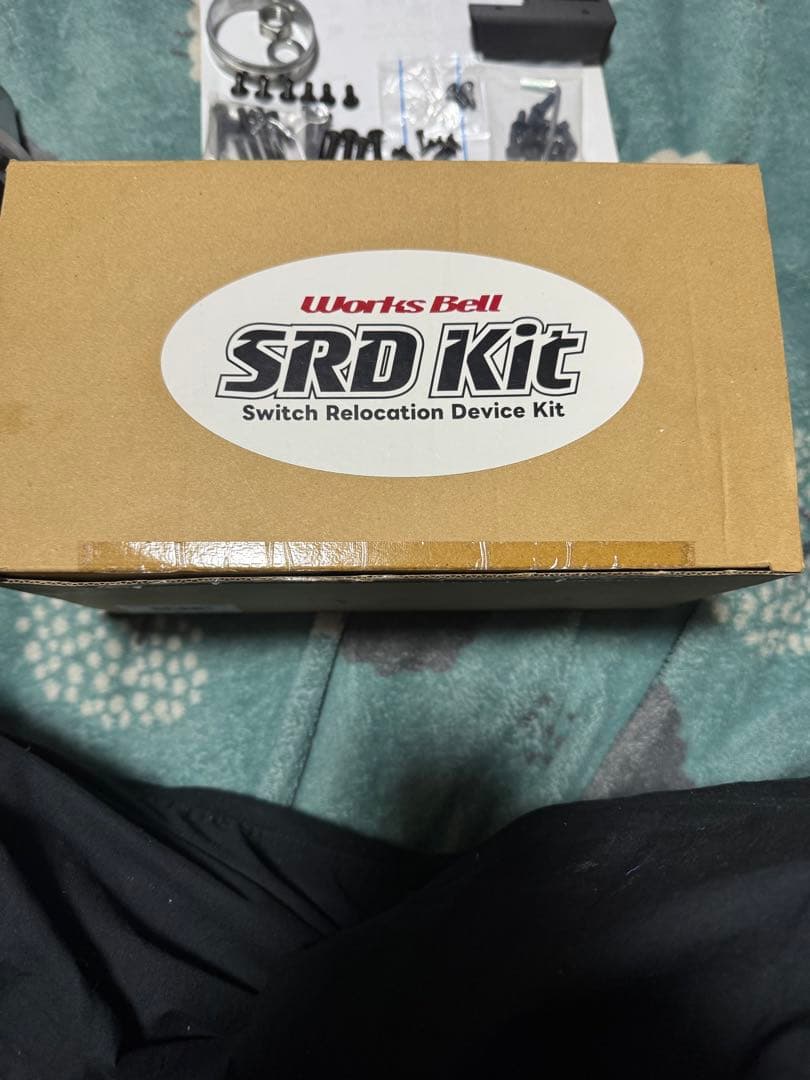 Works Bell
SRD Kit
Switch Relocation Device Kit